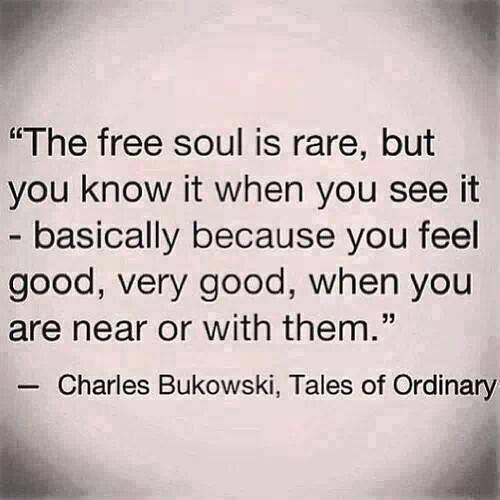 “The free soul is rare, but
you know it when you see it
- basically because you feel
good, very good, when you
are near or with them.”
— Charles Bukowski, Tales of Ordinary